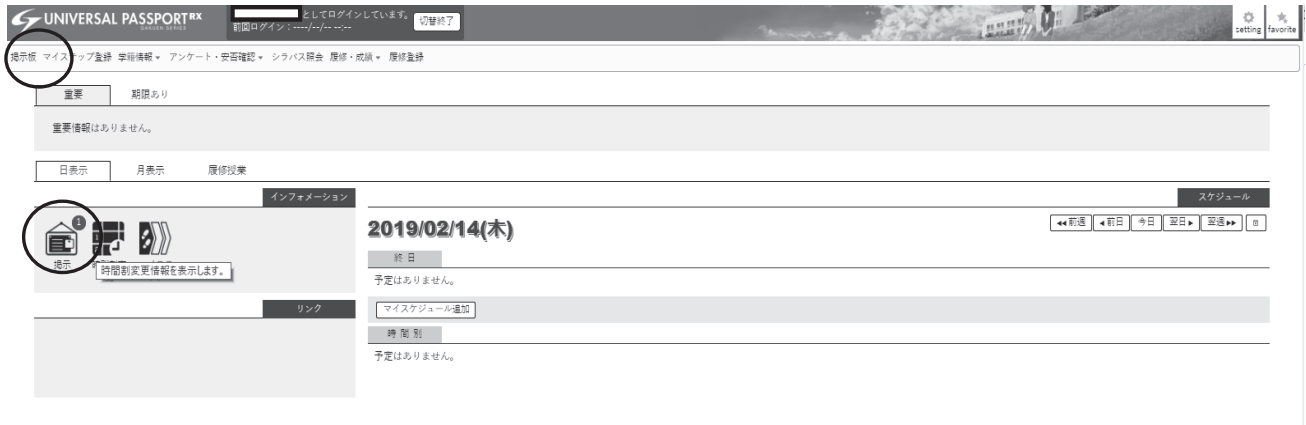 UNIVERSAL PASSPORT RX
GAKUEN SERIES
としてログインしています。
前回ログイン：----/--/-- --:--
切替終了
setting
favorite
掲示板 マイステップ登録 学籍情報 アンケート・安否確認 シラバス照会 履修・成績 履修登録
重要 期限あり
重要情報はありません。
日表示 月表示 履修授業
インフォメーション
スケジュール
1
掲示
時間割変更情報を表示します。
リンク
2019/02/14(木)
◀◀前週 ◀前日 今日 翌日▶ 翌週▶▶
終日
予定はありません。
マイスケジュール追加
時間別
予定はありません。